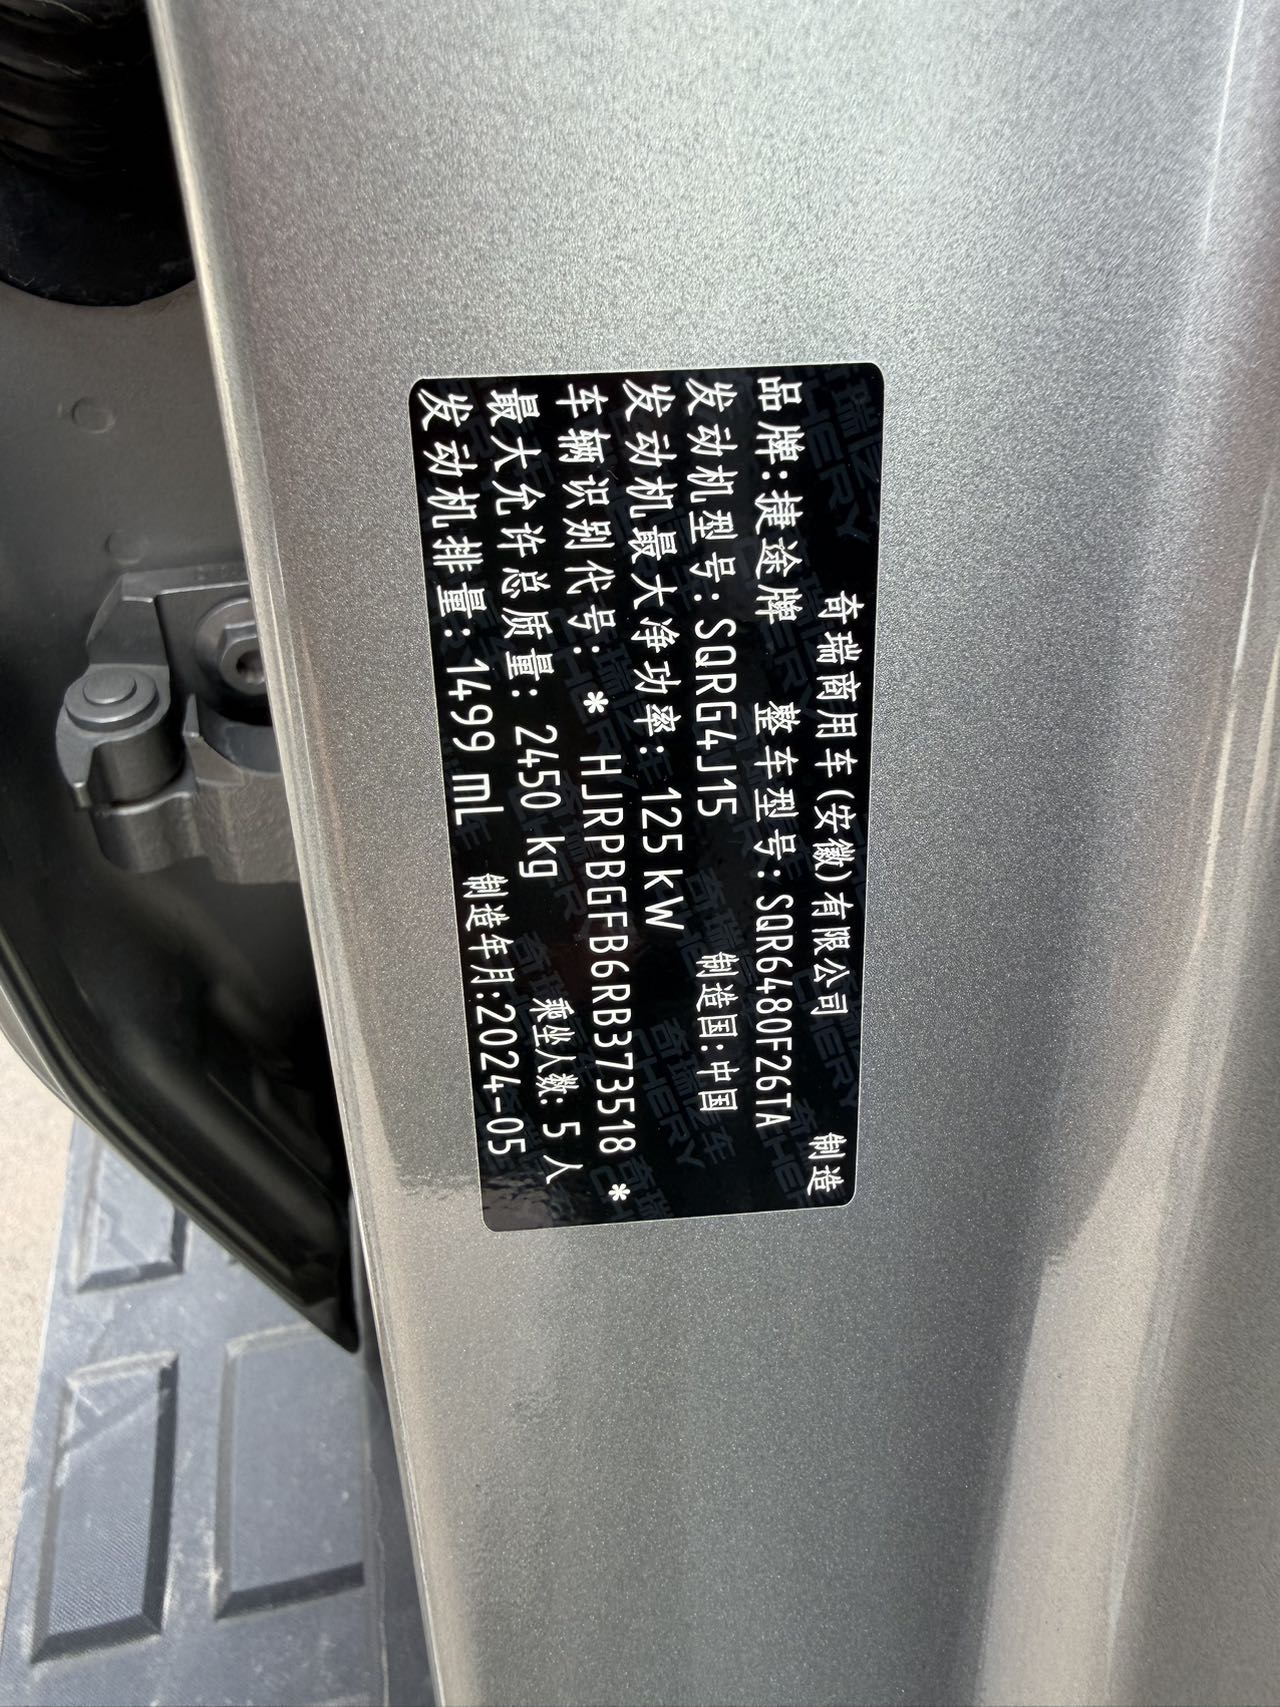 奇瑞商用车(安徽)有限公司 制造
品牌:捷途牌 整车型号:SQR6480F26TA
发动机型号:SQRG4J15 制造国:中国
发动机最大净功率:125kW
车辆识别代号:* HJRPBGFB6RB373518 *
最大允许总质量:2450 kg 乘坐人数:5人
发动机排量:1499 mL 制造年月:2024-05